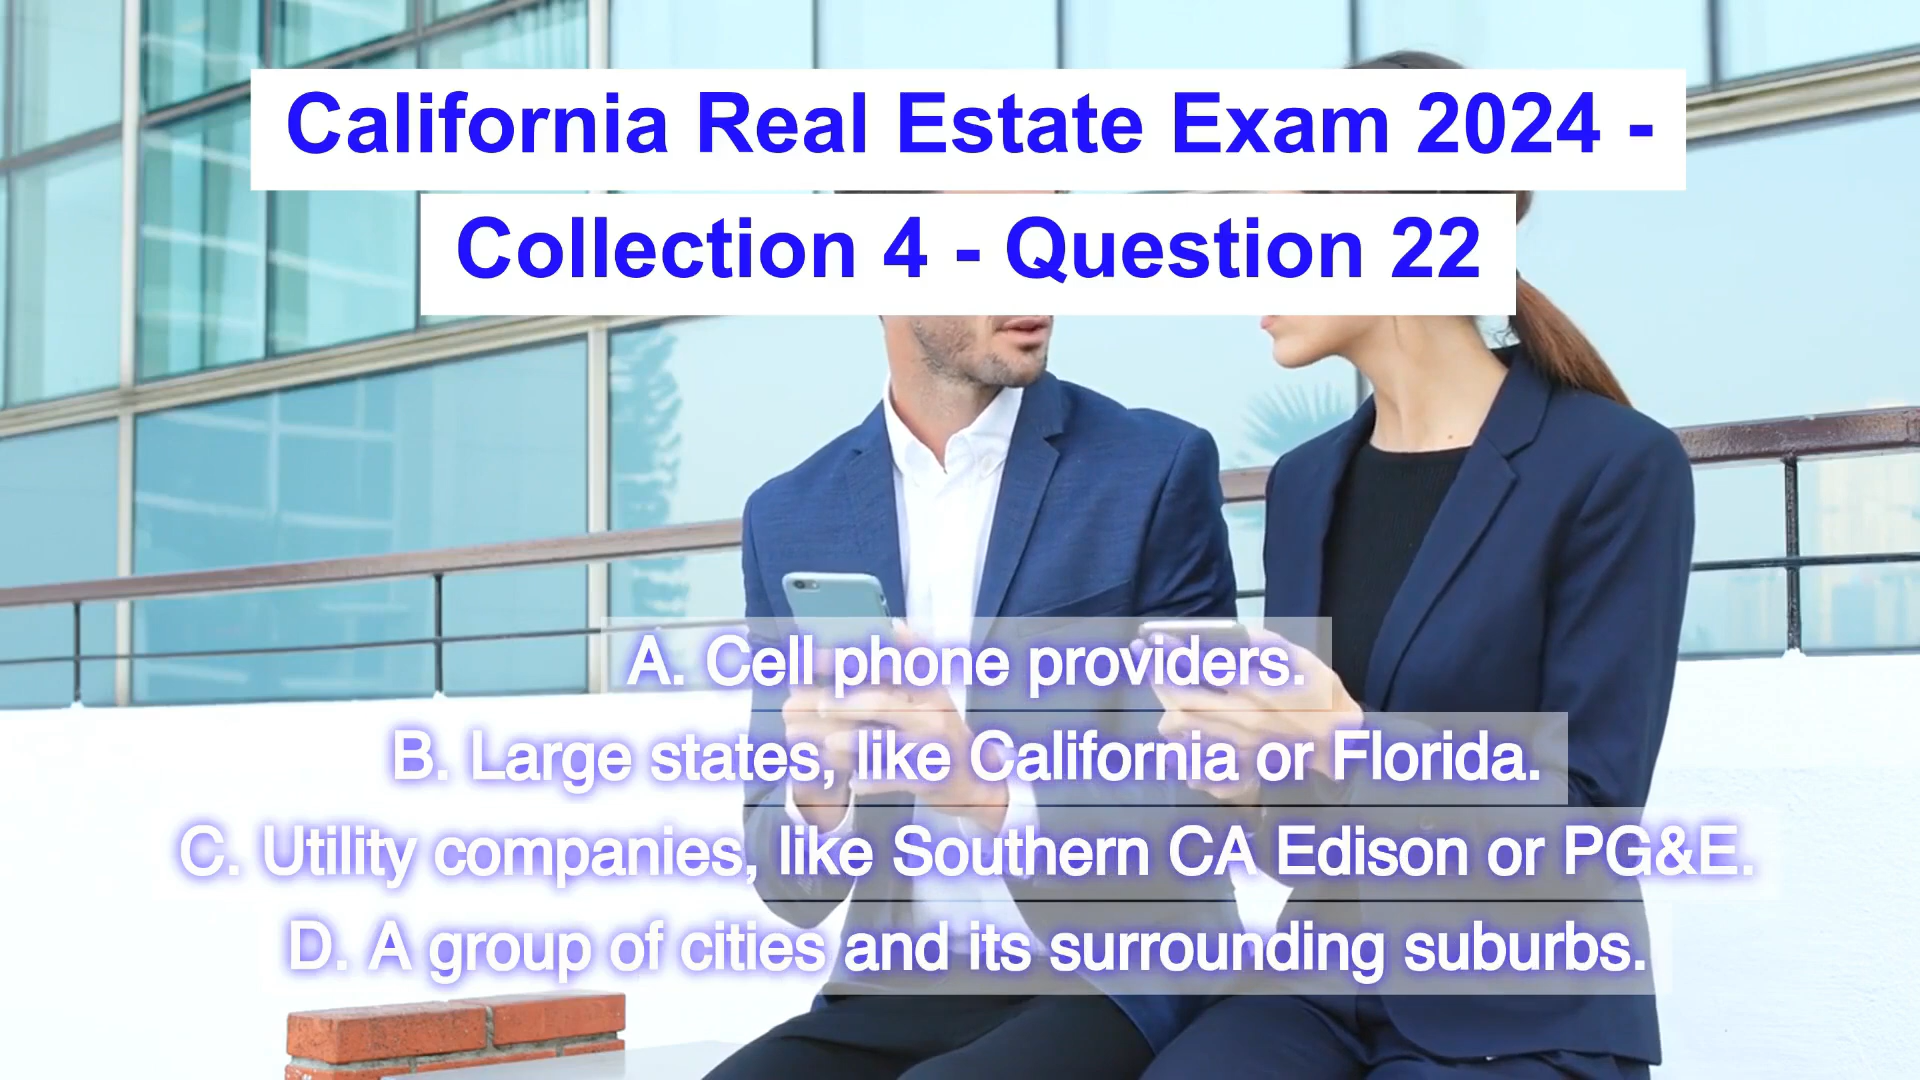 California Real Estate Exam 2024 -
Collection 4 - Question 22
A. Cell phone providers.
B. Large states, like California or Florida.
C. Utility companies, like Southern CA Edison or PG&E.
D. A group of cities and its surrounding suburbs.